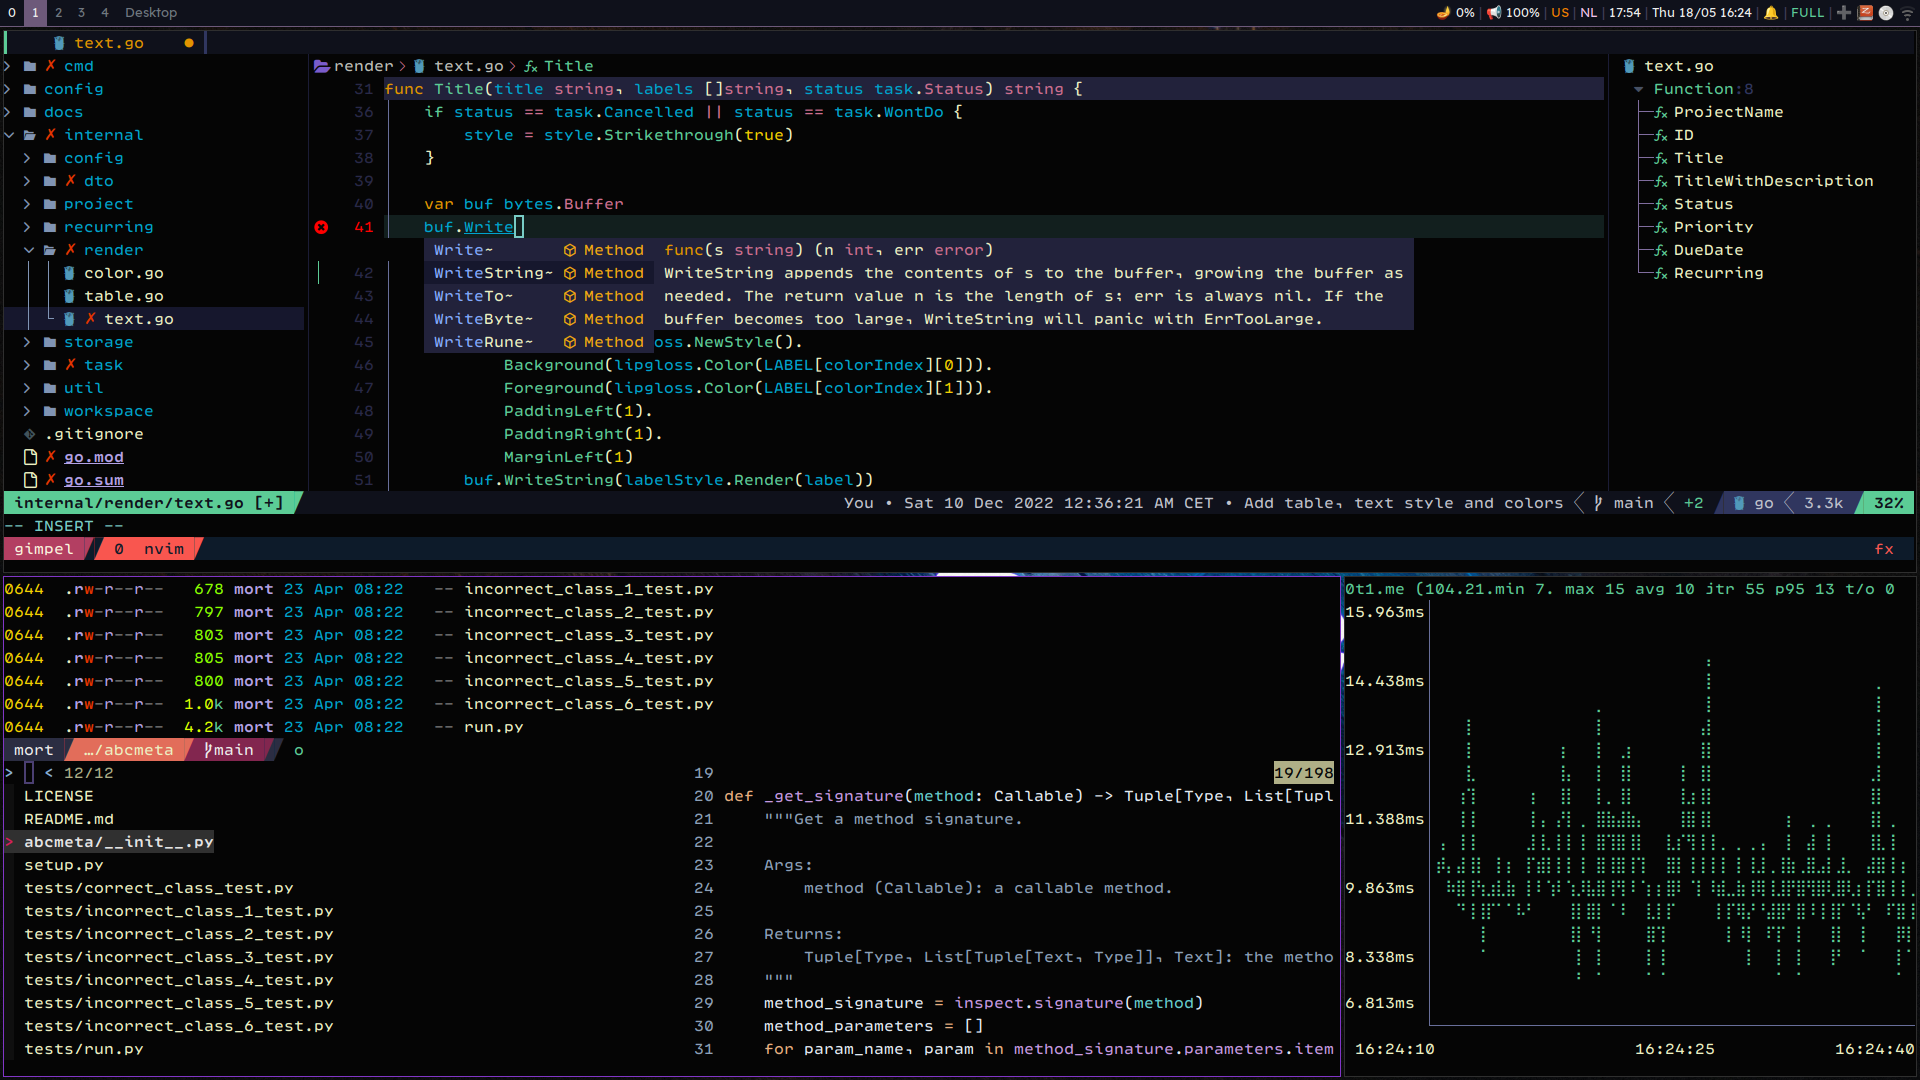 0 1 2 3 4 Desktop
0% 100% US NL 17:54 Thu 18/05 16:24 FULL
text.go
cmd
config
docs
internal
config
dto
project
recurring
render
color.go
table.go
text.go
storage
task
util
workspace
.gitignore
go.mod
go.sum
render > text.go > Title
31 func Title(title string, labels []string, status task.Status) string {
36 if status == task.Cancelled || status == task.WontDo {
37 style = style.Strikethrough(true)
38 }
39
40 var buf bytes.Buffer
41 buf.Write
Write~ Method func(s string) (n int, err error)
42 WriteString~ Method WriteString appends the contents of s to the buffer, growing the buffer as
43 WriteTo~ Method needed. The return value n is the length of s; err is always nil. If the
44 WriteByte~ Method buffer becomes too large, WriteString will panic with ErrTooLarge.
45 WriteRune~ Method oss.NewStyle().
46 Background(lipgloss.Color(LABEL[colorIndex][0])).
47 Foreground(lipgloss.Color(LABEL[colorIndex][1])).
48 PaddingLeft(1).
49 PaddingRight(1).
50 MarginLeft(1)
51 buf.WriteString(labelStyle.Render(label))
text.go
Function:8
ProjectName
ID
Title
TitleWithDescription
Status
Priority
DueDate
Recurring
internal/render/text.go [+] You • Sat 10 Dec 2022 12:36:21 AM CET • Add table, text style and colors main +2 go 3.3k 32%
-- INSERT --
gimpel 0 nvim fx
0644 .rw-r--r-- 678 mort 23 Apr 08:22 -- incorrect_class_1_test.py
0644 .rw-r--r-- 797 mort 23 Apr 08:22 -- incorrect_class_2_test.py
0644 .rw-r--r-- 803 mort 23 Apr 08:22 -- incorrect_class_3_test.py
0644 .rw-r--r-- 805 mort 23 Apr 08:22 -- incorrect_class_4_test.py
0644 .rw-r--r-- 800 mort 23 Apr 08:22 -- incorrect_class_5_test.py
0644 .rw-r--r-- 1.0k mort 23 Apr 08:22 -- incorrect_class_6_test.py
0644 .rw-r--r-- 4.2k mort 23 Apr 08:22 -- run.py
mort …/abcmeta main o
> < 12/12
LICENSE
README.md
> abcmeta/__init__.py
setup.py
tests/correct_class_test.py
tests/incorrect_class_1_test.py
tests/incorrect_class_2_test.py
tests/incorrect_class_3_test.py
tests/incorrect_class_4_test.py
tests/incorrect_class_5_test.py
tests/incorrect_class_6_test.py
tests/run.py
19 19/198
20 def _get_signature(method: Callable) -> Tuple[Type, List[Tupl
21 """Get a method signature.
22
23 Args:
24 method (Callable): a callable method.
25
26 Returns:
27 Tuple[Type, List[Tuple[Text, Type]], Text]: the metho
28 """
29 method_signature = inspect.signature(method)
30 method_parameters = []
31 for param_name, param in method_signature.parameters.item
0t1.me (104.21.min 7. max 15 avg 10 jtr 55 p95 13 t/o 0
15.963ms
14.438ms
12.913ms
11.388ms
9.863ms
8.338ms
6.813ms
16:24:10 16:24:25 16:24:40